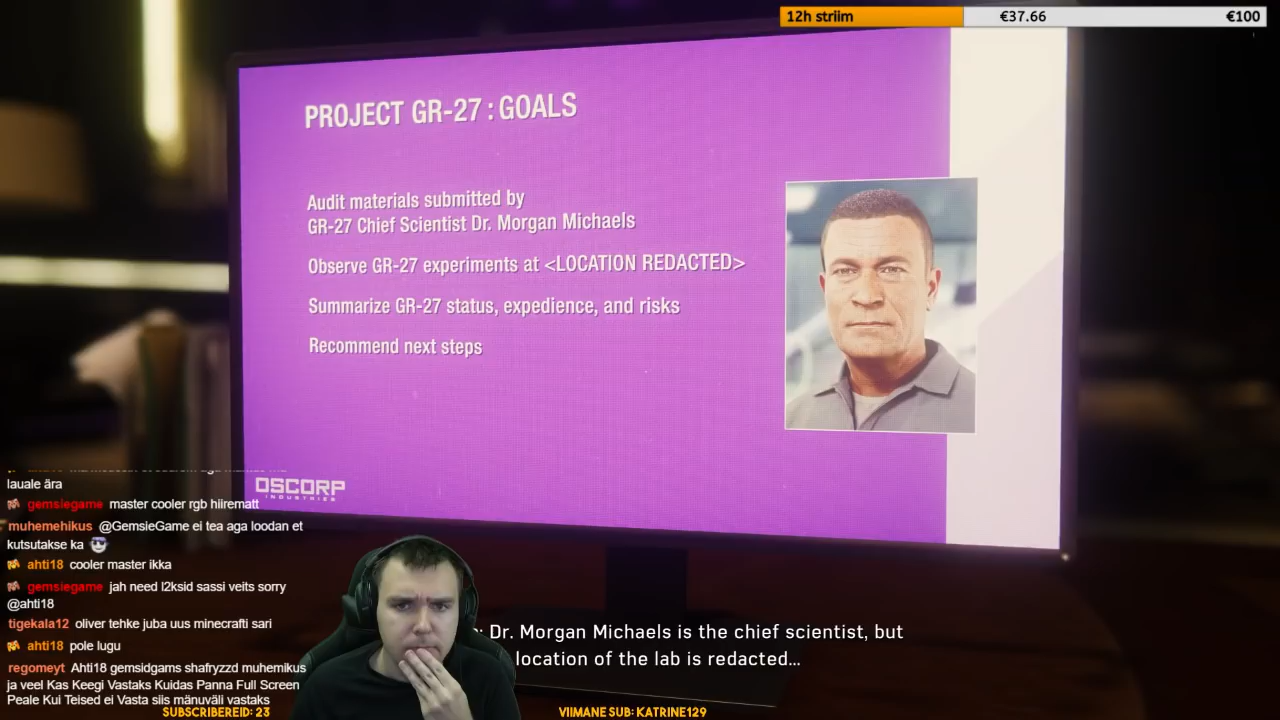 12h striim €37.66 €100
PROJECT GR-27 : GOALS
Audit materials submitted by
GR-27 Chief Scientist Dr. Morgan Michaels
Observe GR-27 experiments at <LOCATION REDACTED>
Summarize GR-27 status, expedience, and risks
Recommend next steps
OSCORP
INDUSTRIES
lauale ära
gemsiegame master cooler rgb hiirematt
muhemehikus @GemsieGame ei tea aga loodan et
kutsutakse ka
ahti18 cooler master ikka
gemsiegame jah need l2ksid sassi veits sorry
@ahti18
tigekala12 oliver tehke juba uus minecrafti sari
ahti18 pole lugu
regomeyt Ahti18 gemsidgams shafryzzd muhemikus
ja veel Kas Keegi Vastaks Kuidas Panna Full Screen
Peale Kui Teised ei Vasta siis mänuväli vastaks
: Dr. Morgan Michaels is the chief scientist, but
location of the lab is redacted...
SUBSCRIBEREID: 23
VIIMANE SUB: KATRINE129